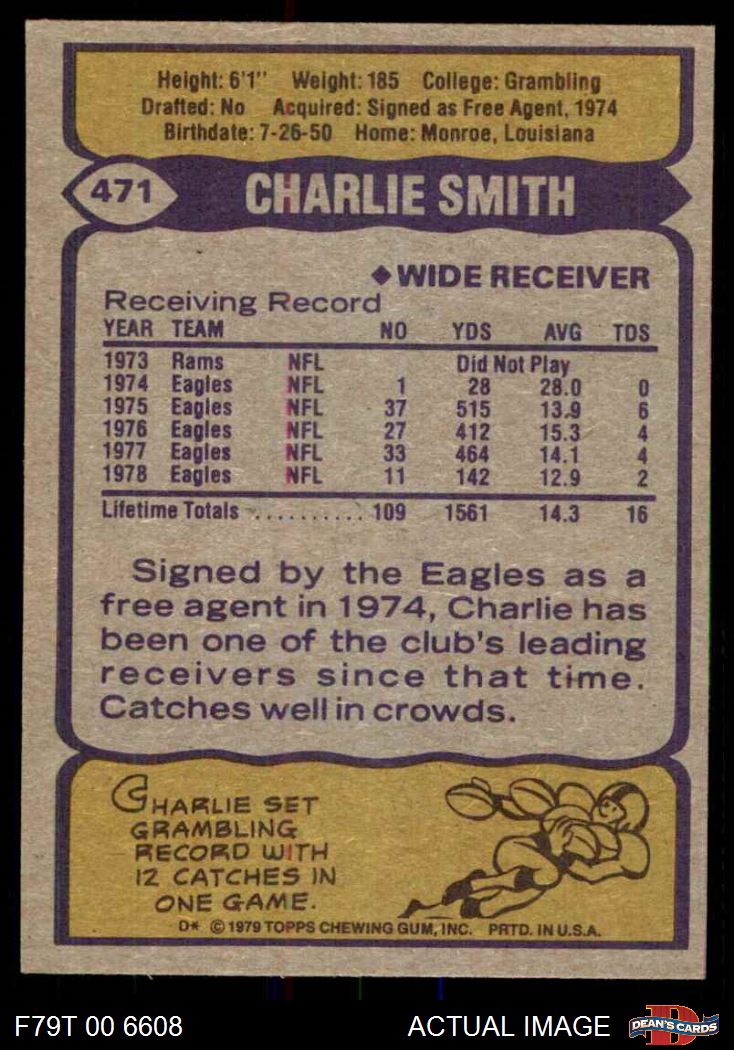 Height: 6'1" Weight: 185 College: Grambling
Drafted: No Acquired: Signed as Free Agent, 1974
Birthdate: 7-26-50 Home: Monroe, Louisiana
471 CHARLIE SMITH
◆ WIDE RECEIVER
Receiving Record
YEAR TEAM NO YDS AVG TDS
1973 Rams NFL Did Not Play
1974 Eagles NFL 1 28 28.0 0
1975 Eagles NFL 37 515 13.9 6
1976 Eagles NFL 27 412 15.3 4
1977 Eagles NFL 33 464 14.1 4
1978 Eagles NFL 11 142 12.9 2
Lifetime Totals .......... 109 1561 14.3 16
Signed by the Eagles as a
free agent in 1974, Charlie has
been one of the club's leading
receivers since that time.
Catches well in crowds.
CHARLIE SET
GRAMBLING
RECORD WITH
12 CATCHES IN
ONE GAME.
D* © 1979 TOPPS CHEWING GUM, INC. PRTD. IN U.S.A.
F79T 00 6608 ACTUAL IMAGE D DEAN'S CARDS